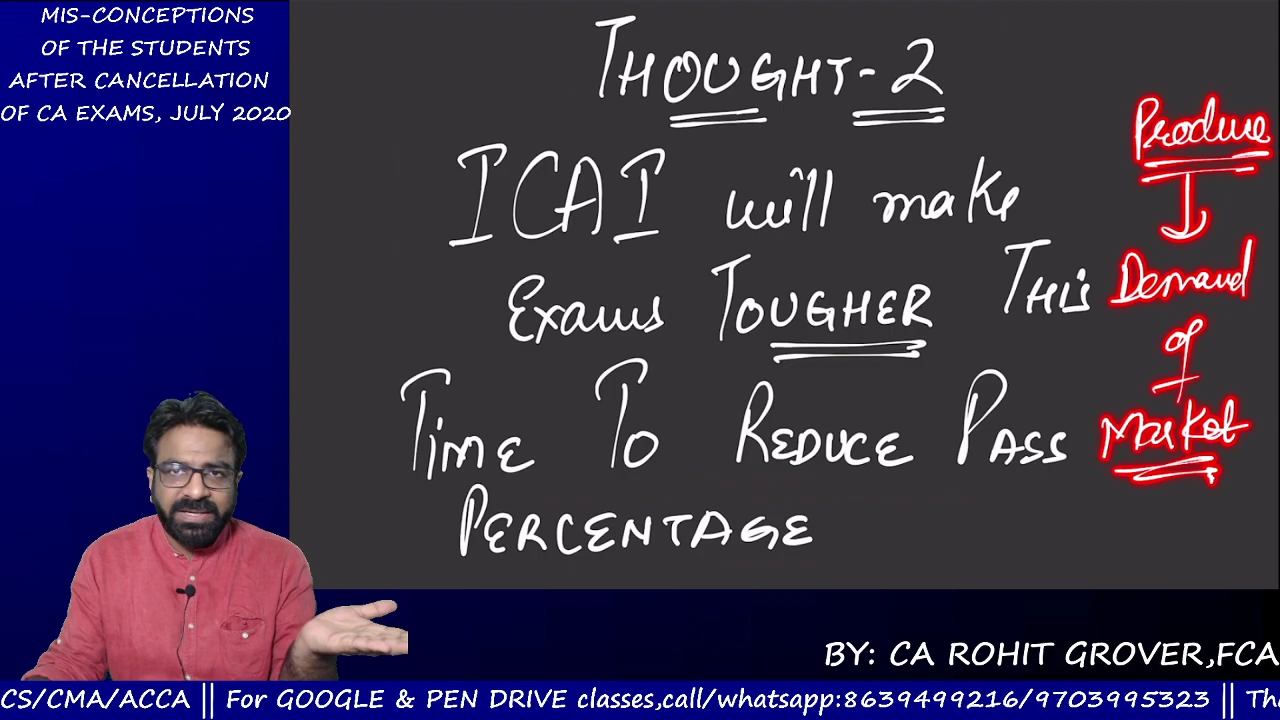 MIS-CONCEPTIONS
OF THE STUDENTS
AFTER CANCELLATION
OF CA EXAMS, JULY 2020
THOUGHT-2
ICAI will make
Exams TOUGHER THIS
TIME TO REDUCE PASS
PERCENTAGE
Produce
Demand
of
Market
BY: CA ROHIT GROVER,FCA
CS/CMA/ACCA || For GOOGLE & PEN DRIVE classes,call/whatsapp:8639499216/9703995323 || Th